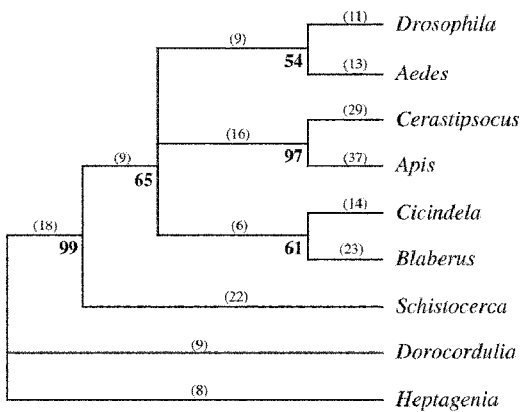 (11) Drosophila
(9)
54
(13) Aedes
(29) Cerastipsocus
(16)
(9) 97
(37) Apis
65
(14) Cicindela
(18) (6)
99 61
(23) Blaberus
(22) Schistocerca
(9) Dorocordulia
(8) Heptagenia